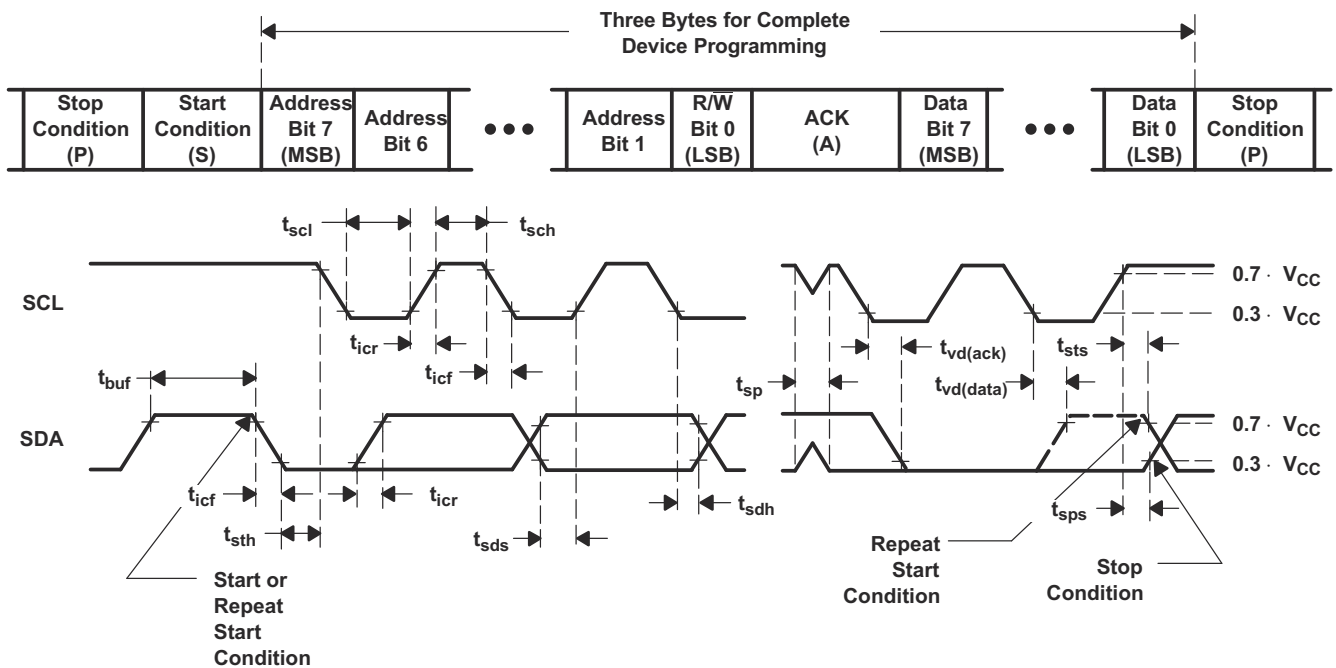 Three Bytes for Complete
Device Programming
Stop
Condition
(P)
Start
Condition
(S)
Address
Bit 7
(MSB)
Address
Bit 6
•••
Address
Bit 1
R/W̅
Bit 0
(LSB)
ACK
(A)
Data
Bit 7
(MSB)
•••
Data
Bit 0
(LSB)
Stop
Condition
(P)
tscl
tsch
SCL
0.7 · VCC
0.3 · VCC
ticr
ticf
tvd(ack)
tsts
tbuf
tsp
tvd(data)
SDA
0.7 · VCC
0.3 · VCC
ticf
ticr
tsdh
tsth
tsds
tsps
Start or
Repeat
Start
Condition
Repeat
Start
Condition
Stop
Condition